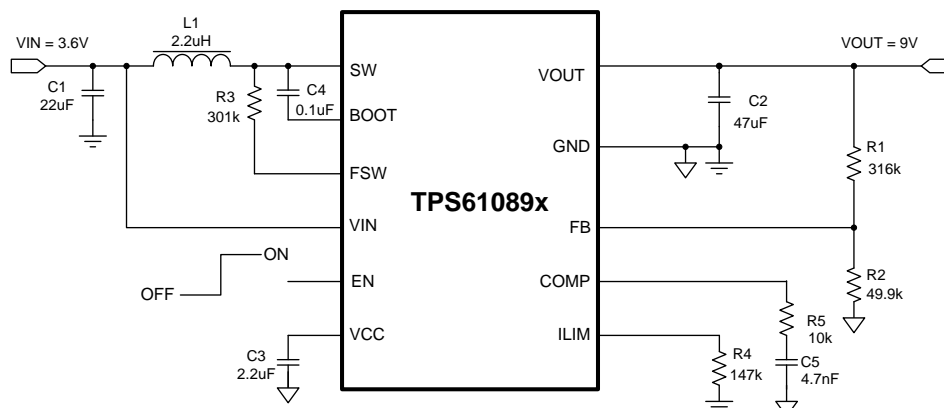 VIN = 3.6V
L1
2.2uH
VOUT = 9V
C1
22uF
R3
301k
C4
0.1uF
SW
BOOT
FSW
VIN
EN
VCC
TPS61089x
VOUT
GND
FB
COMP
ILIM
C2
47uF
R1
316k
R2
49.9k
ON
OFF
C3
2.2uF
R4
147k
R5
10k
C5
4.7nF